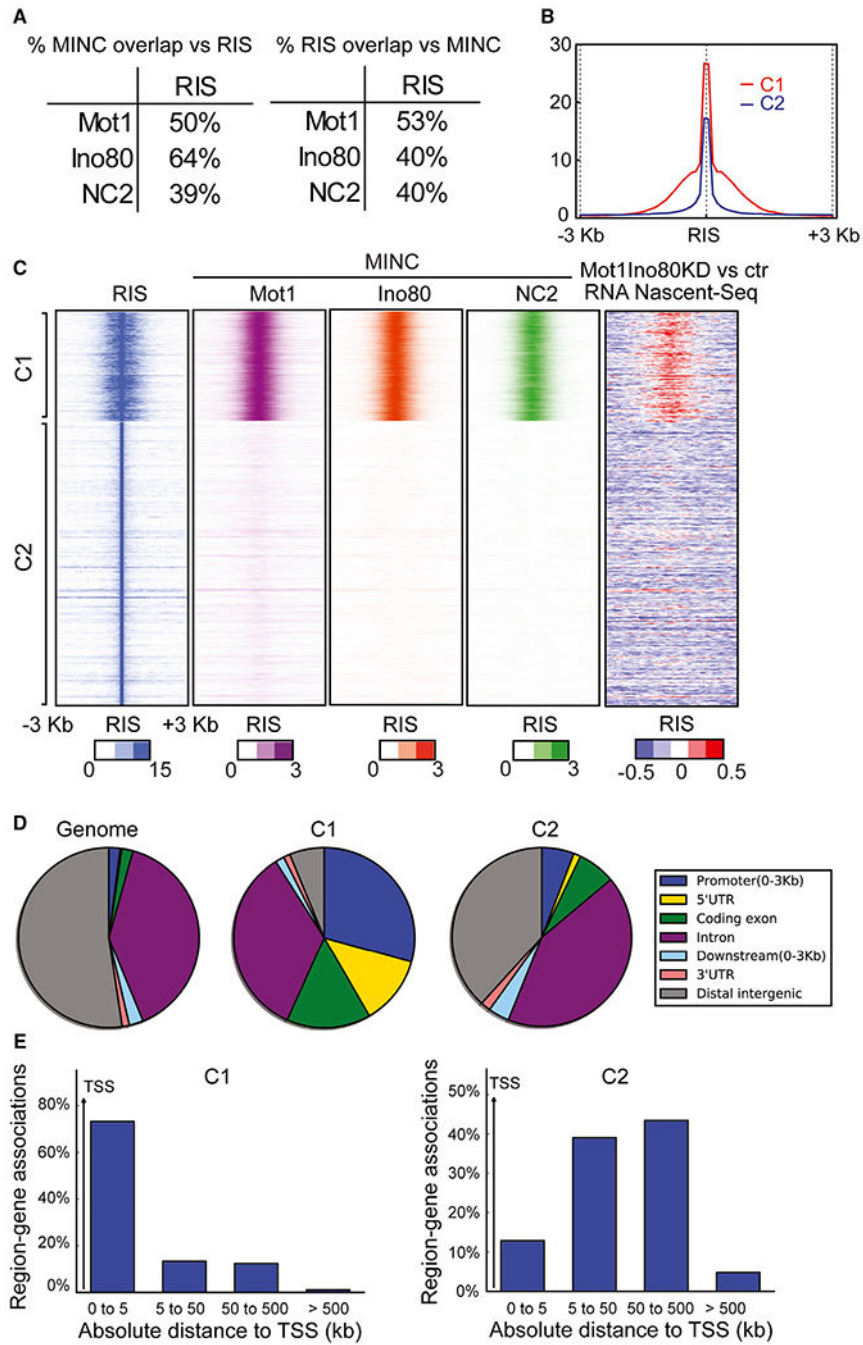 A
% MINC overlap vs RIS
RIS
Mot1 50%
Ino80 64%
NC2 39%
% RIS overlap vs MINC
RIS
Mot1 53%
Ino80 40%
NC2 40%
B
30
20
10
0
C1
C2
-3 Kb RIS +3 Kb
C
MINC
Mot1Ino80KD vs ctr
RNA Nascent-Seq
RIS Mot1 Ino80 NC2
C1
C2
-3 Kb RIS +3 Kb RIS RIS RIS RIS
0 15 0 3 0 3 0 3 -0.5 0 0.5
D
Genome C1 C2
Promoter(0-3Kb)
5'UTR
Coding exon
Intron
Downstream(0-3Kb)
3'UTR
Distal intergenic
E
C1
TSS
Region-gene associations
80%
60%
40%
20%
0%
0 to 5 5 to 50 50 to 500 > 500
Absolute distance to TSS (kb)
C2
TSS
Region-gene associations
50%
40%
30%
20%
10%
0%
0 to 5 5 to 50 50 to 500 > 500
Absolute distance to TSS (kb)